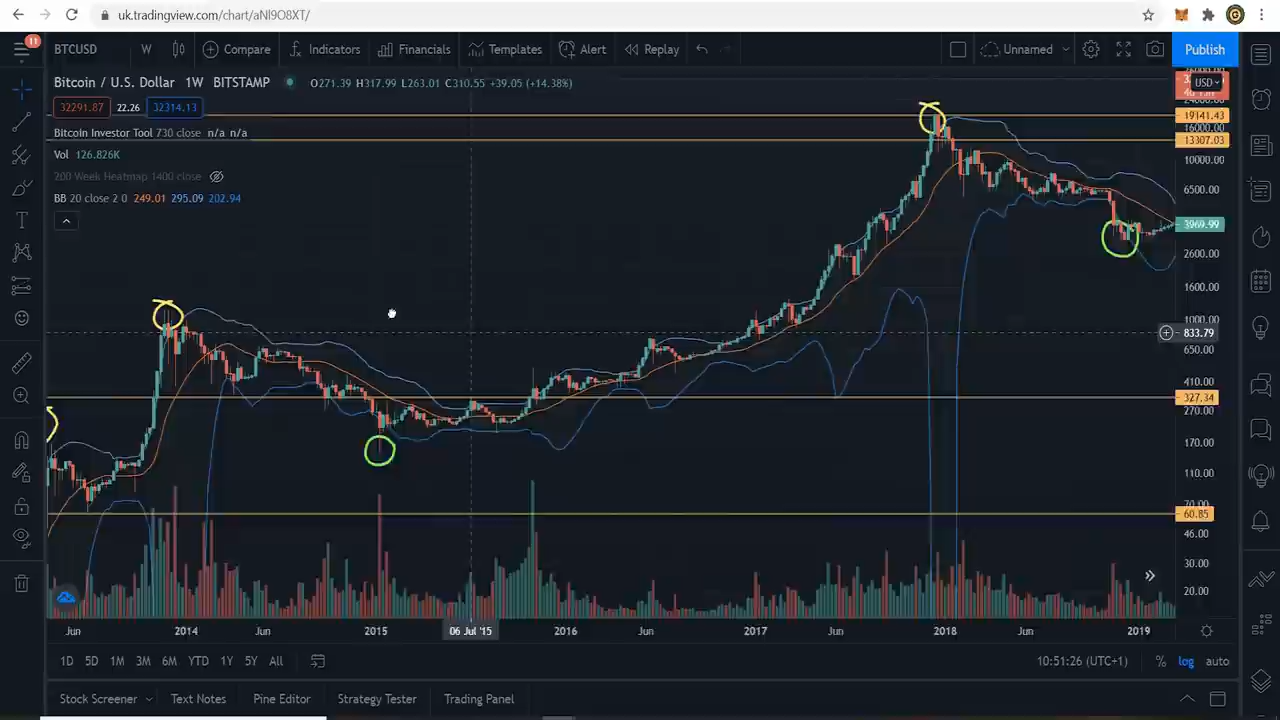 uk.tradingview.com/chart/aNI9O8XT/
11
BTCUSD W Compare Indicators Financials Templates Alert Replay Unnamed Publish
Bitcoin / U.S. Dollar 1W BITSTAMP O271.39 H317.99 L263.01 C310.55 +39.05 (+14.38%)
USD
32291.87 22.26 32314.13
19141.43
Bitcoin Investor Tool 730 close n/a n/a
16000.00
13307.03
Vol 126.826K
10000.00
200 Week Heatmap 1400 close
BB 20 close 2 0 249.01 295.09 202.94
6500.00
3969.99
2600.00
1600.00
1000.00
833.79
650.00
410.00
327.34
270.00
170.00
110.00
70.00
60.85
46.00
30.00
20.00
Jun 2014 Jun 2015 06 Jul '15 2016 Jun 2017 Jun 2018 Jun 2019
1D 5D 1M 3M 6M YTD 1Y 5Y All 10:51:26 (UTC+1) % log auto
Stock Screener Text Notes Pine Editor Strategy Tester Trading Panel